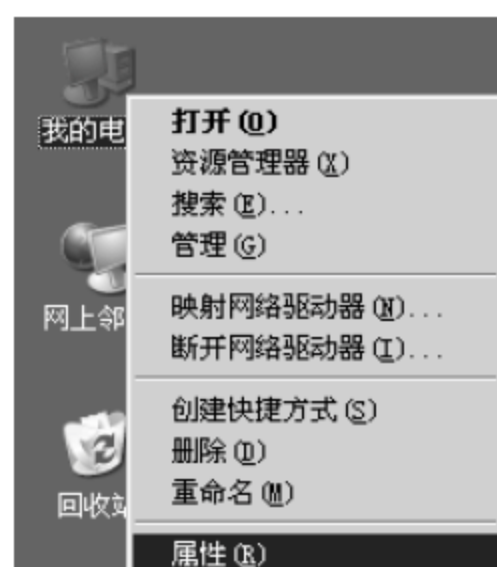 我的电
打开(O)
资源管理器(X)
搜索(E)...
管理(G)
网上邻
映射网络驱动器(N)...
断开网络驱动器(I)...
创建快捷方式(S)
删除(D)
重命名(M)
回收站
属性(R)